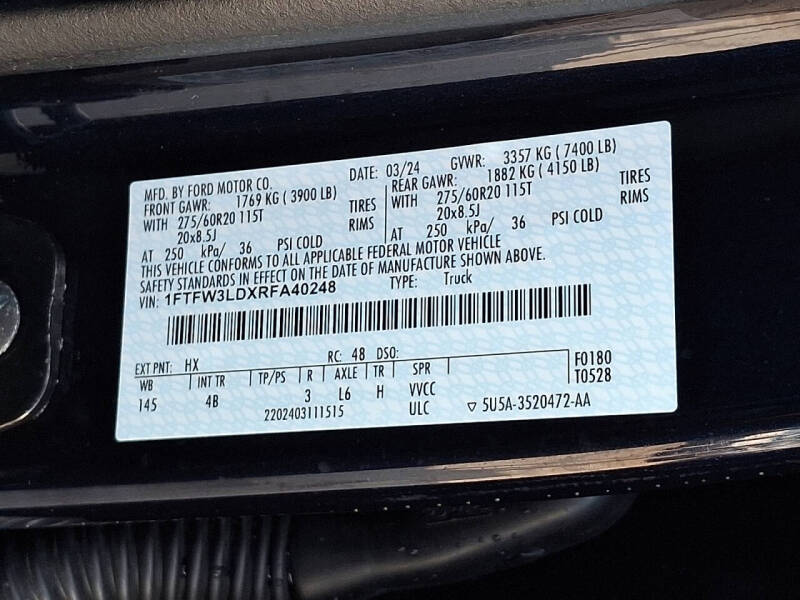 MFD. BY FORD MOTOR CO. DATE: 03/24 GVWR: 3357 KG ( 7400 LB)
FRONT GAWR: 1769 KG ( 3900 LB) REAR GAWR: 1882 KG ( 4150 LB)
WITH 275/60R20 115T TIRES WITH 275/60R20 115T TIRES
20x8.5J RIMS 20x8.5J RIMS
AT 250 kPa/ 36 PSI COLD AT 250 kPa/ 36 PSI COLD
THIS VEHICLE CONFORMS TO ALL APPLICABLE FEDERAL MOTOR VEHICLE
SAFETY STANDARDS IN EFFECT ON THE DATE OF MANUFACTURE SHOWN ABOVE.
VIN: 1FTFW3LDXRFA40248 TYPE: Truck
EXT PNT: HX RC: 48 DSO: F0180
WB INT TR TP/PS R AXLE TR SPR T0528
145 4B 3 L6 H VVCC
2202403111515 ULC ▽ 5U5A-3520472-AA